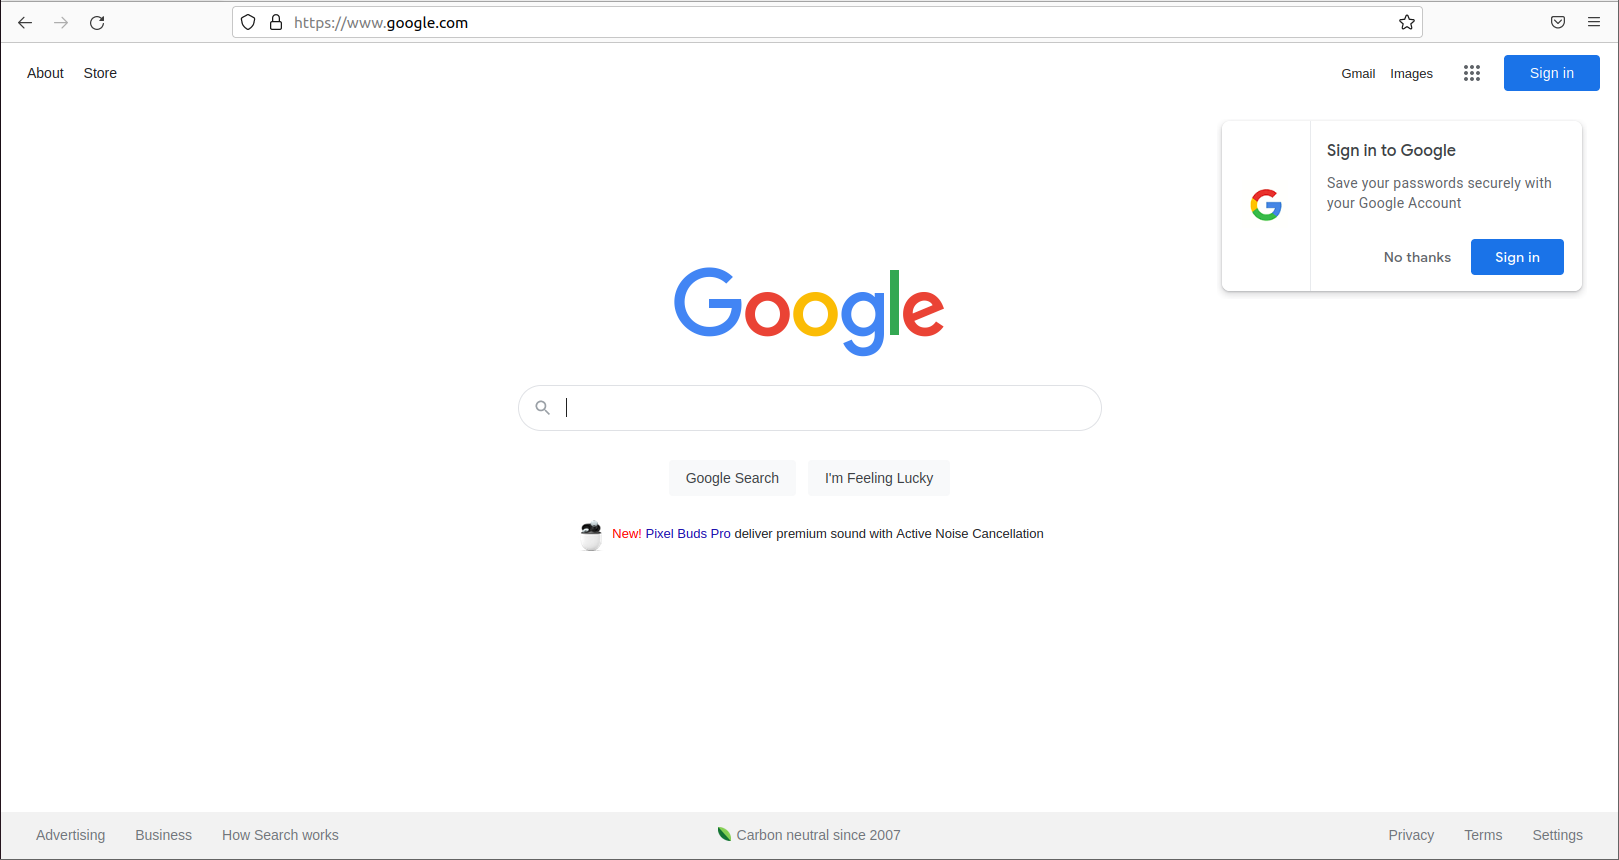 https://www.google.com
About Store
Gmail Images Sign in
Sign in to Google
Save your passwords securely with
your Google Account
No thanks Sign in
Google
Google Search I'm Feeling Lucky
New! Pixel Buds Pro deliver premium sound with Active Noise Cancellation
Advertising Business How Search works
Carbon neutral since 2007
Privacy Terms Settings